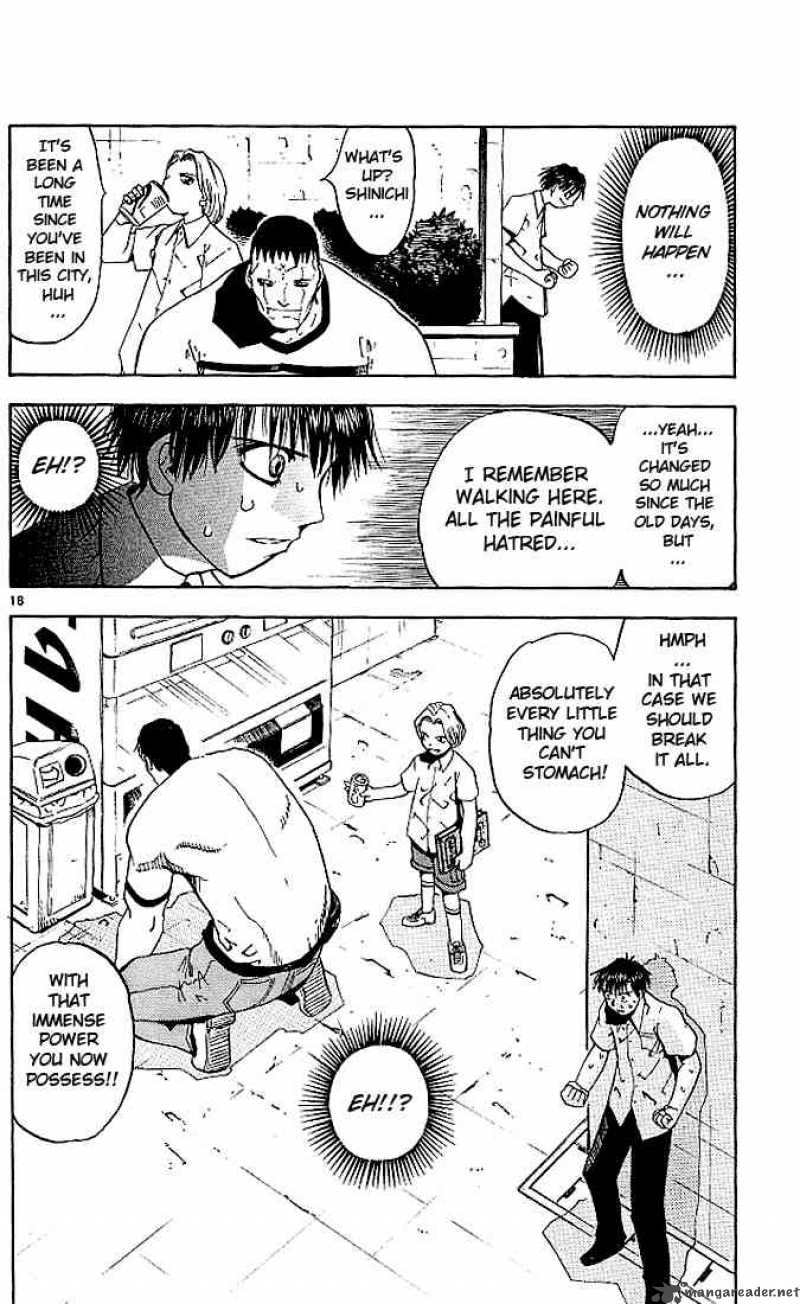 NOTHING
WILL
HAPPEN
...
WHAT'S
UP?
SHINICHI
...
IT'S
BEEN A
LONG
TIME
SINCE
YOU'VE
BEEN IN
THIS CITY,
HUH
...
...YEAH...
IT'S
CHANGED
SO MUCH
SINCE THE
OLD DAYS,
BUT
...
I REMEMBER
WALKING HERE.
ALL THE PAINFUL
HATRED...
EH!?
18
HMPH
...
IN THAT
CASE WE
SHOULD
BREAK
IT ALL.
ABSOLUTELY
EVERY LITTLE
THING YOU
CAN'T
STOMACH!
WITH
THAT
IMMENSE
POWER
YOU NOW
POSSESS!!
EH!!?
mangareader.net